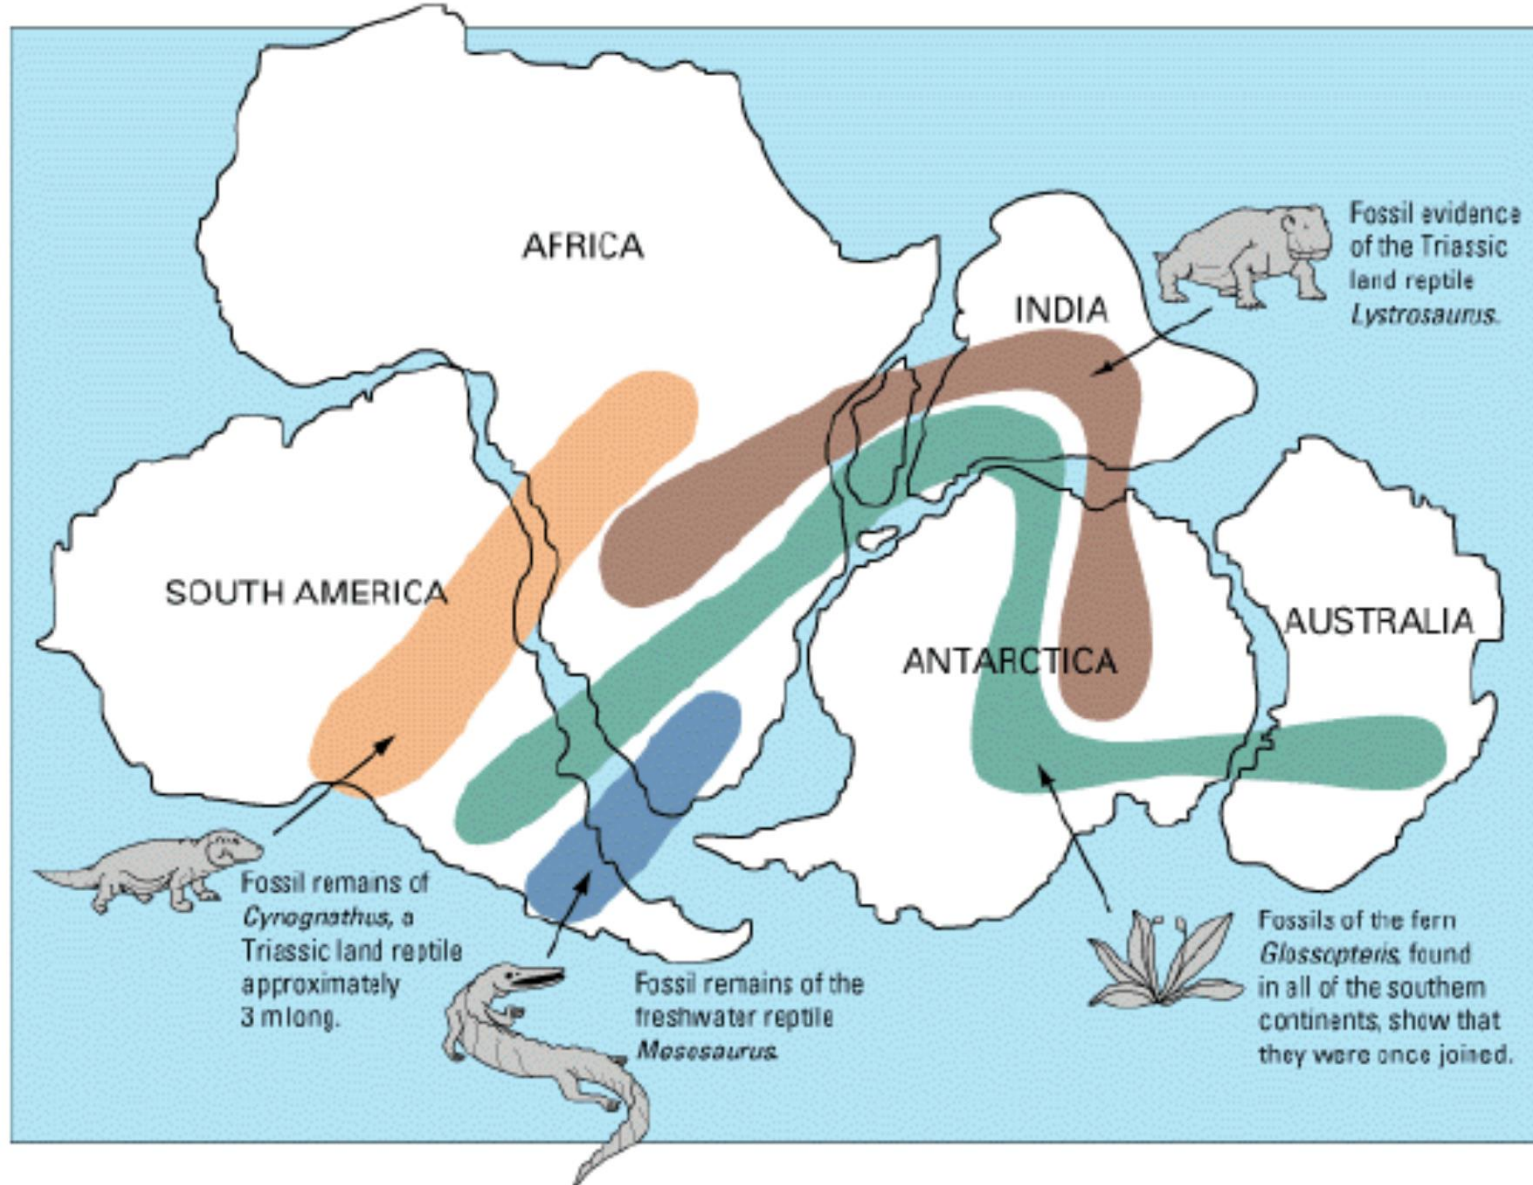 AFRICA
INDIA
Fossil evidence
of the Triassic
land reptile
Lystrosaurus.
SOUTH AMERICA
ANTARCTICA
AUSTRALIA
Fossil remains of
Cynognathus, a
Triassic land reptile
approximately
3 m long.
Fossil remains of the
freshwater reptile
Mesosaurus.
Fossils of the fern
Glossopteris, found
in all of the southern
continents, show that
they were once joined.